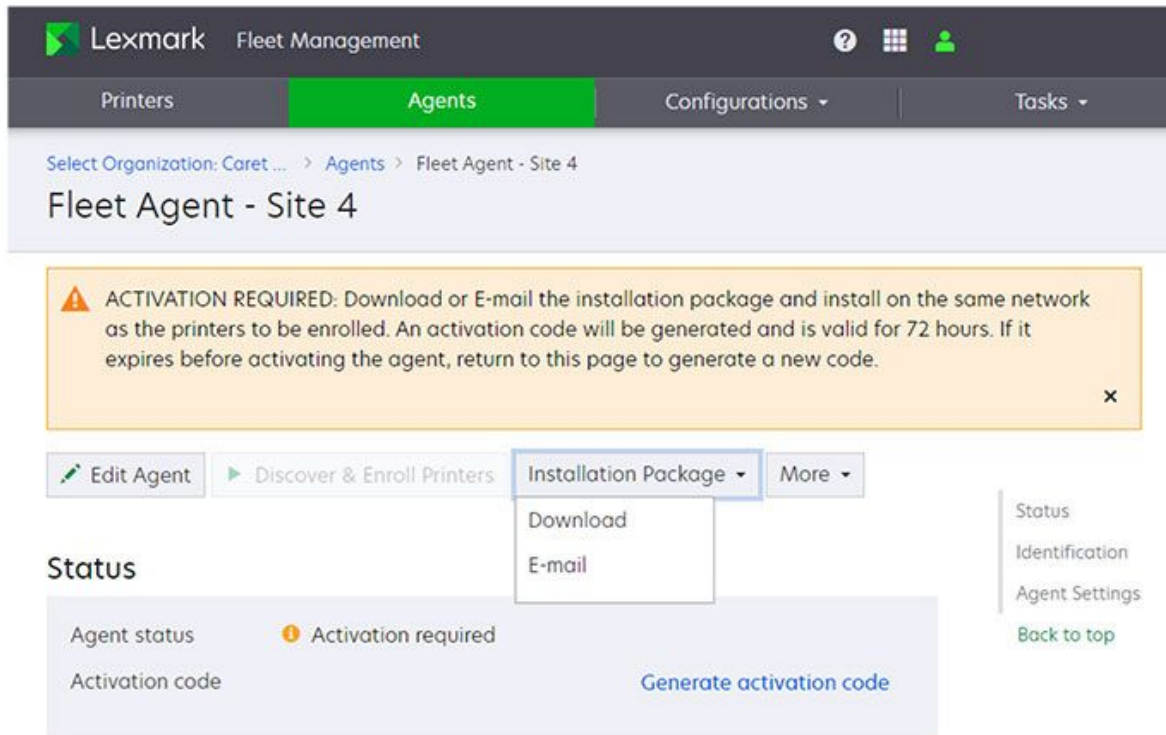 Lexmark Fleet Management
Printers Agents Configurations Tasks
Select Organization: Caret ... > Agents > Fleet Agent - Site 4
Fleet Agent - Site 4
ACTIVATION REQUIRED: Download or E-mail the installation package and install on the same network
as the printers to be enrolled. An activation code will be generated and is valid for 72 hours. If it
expires before activating the agent, return to this page to generate a new code.
Edit Agent Discover & Enroll Printers Installation Package More
Download
E-mail
Status
Identification
Agent Settings
Back to top
Status
Agent status Activation required
Activation code Generate activation code